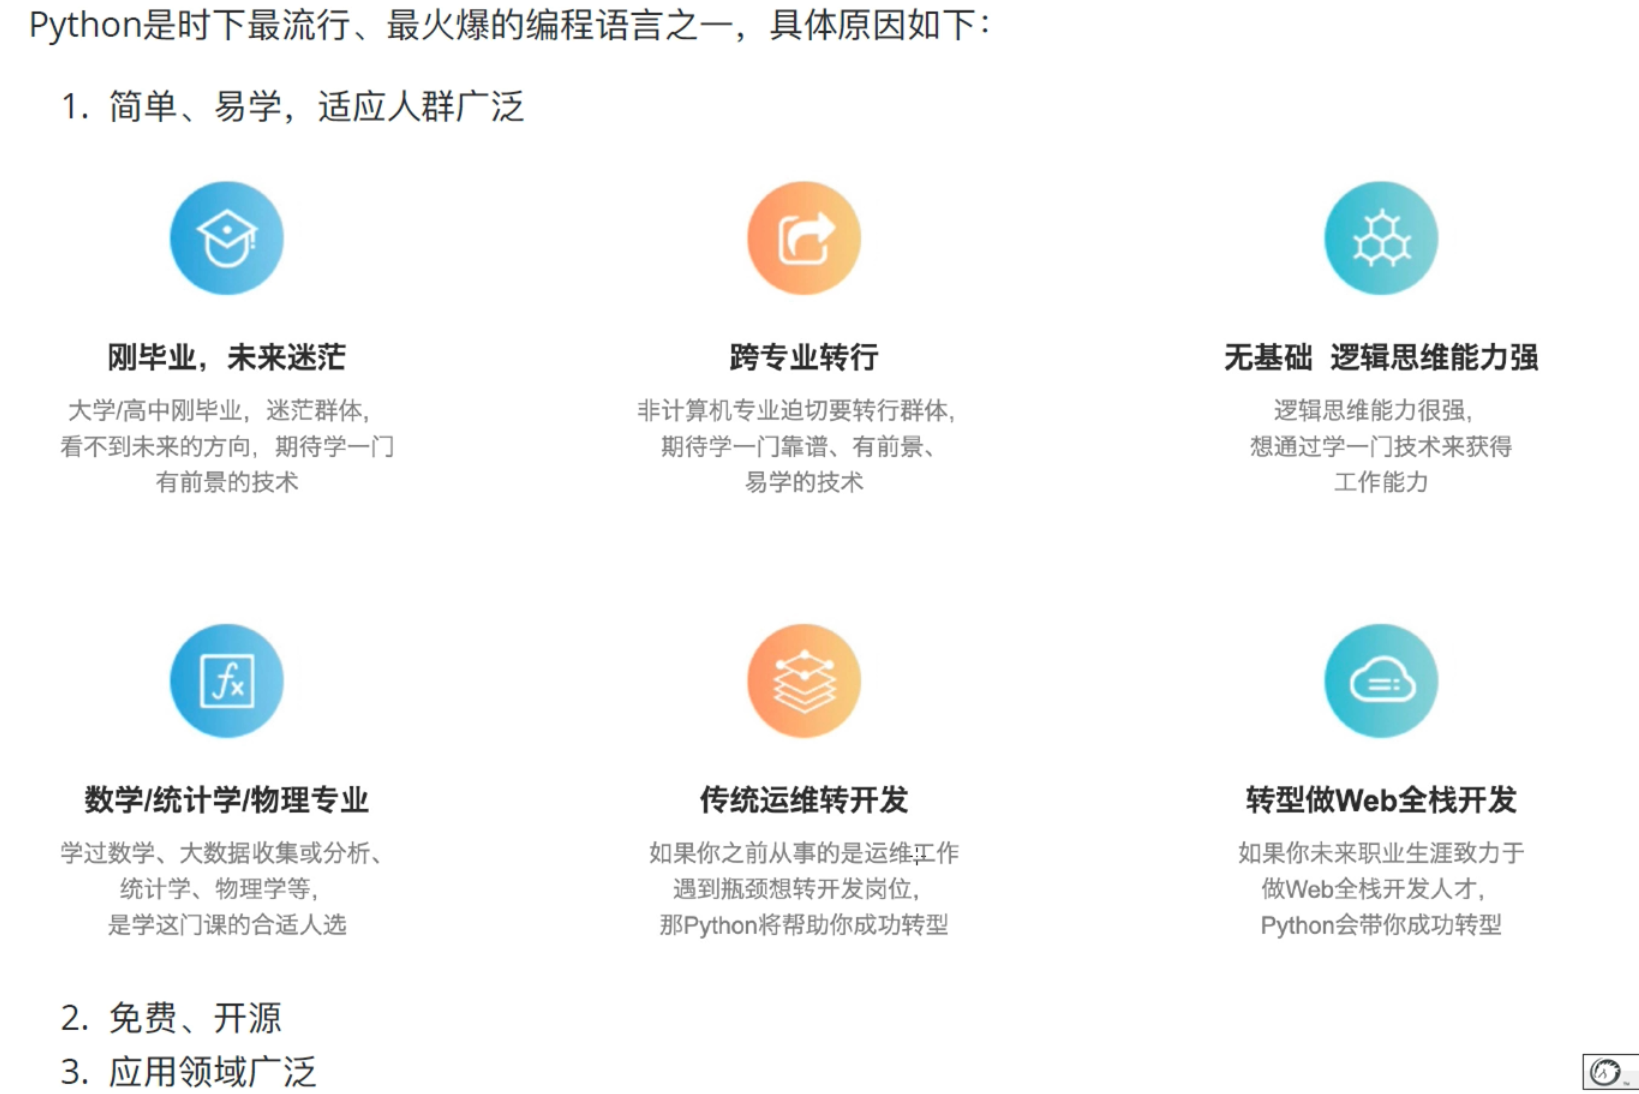 Python是时下最流行、最火爆的编程语言之一，具体原因如下：
1. 简单、易学，适应人群广泛
刚毕业，未来迷茫
大学/高中刚毕业，迷茫群体，
看不到未来的方向，期待学一门
有前景的技术
跨专业转行
非计算机专业迫切要转行群体，
期待学一门靠谱、有前景、
易学的技术
无基础 逻辑思维能力强
逻辑思维能力很强，
想通过学一门技术来获得
工作能力
fx
数学/统计学/物理专业
学过数学、大数据收集或分析、
统计学、物理学等，
是学这门课的合适人选
传统运维转开发
如果你之前从事的是运维工作
遇到瓶颈想转开发岗位，
那Python将帮助你成功转型
转型做Web全栈开发
如果你未来职业生涯致力于
做Web全栈开发人才，
Python会带你成功转型
2. 免费、开源
3. 应用领域广泛